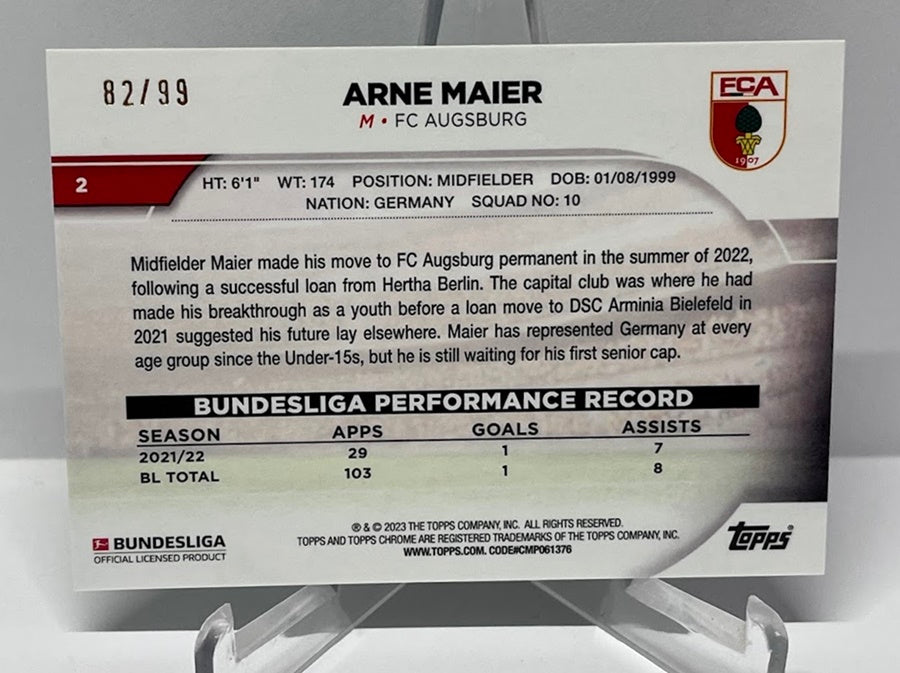 82/99
ARNE MAIER
M • FC AUGSBURG
FCA
1907
2
HT: 6'1" WT: 174 POSITION: MIDFIELDER DOB: 01/08/1999
NATION: GERMANY SQUAD NO: 10
Midfielder Maier made his move to FC Augsburg permanent in the summer of 2022,
following a successful loan from Hertha Berlin. The capital club was where he had
made his breakthrough as a youth before a loan move to DSC Arminia Bielefeld in
2021 suggested his future lay elsewhere. Maier has represented Germany at every
age group since the Under-15s, but he is still waiting for his first senior cap.
BUNDESLIGA PERFORMANCE RECORD
SEASON APPS GOALS ASSISTS
2021/22 29 1 7
BL TOTAL 103 1 8
BUNDESLIGA
OFFICIAL LICENSED PRODUCT
® & © 2023 THE TOPPS COMPANY, INC. ALL RIGHTS RESERVED.
TOPPS AND TOPPS CHROME ARE REGISTERED TRADEMARKS OF THE TOPPS COMPANY, INC.
WWW.TOPPS.COM. CODE#CMP061376
topps®